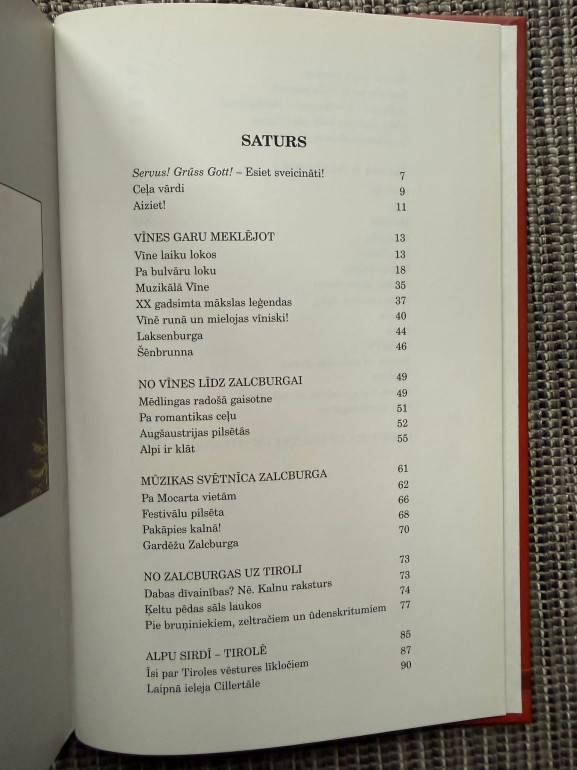 SATURS
Servus! Grüss Gott! – Esiet sveicināti! 7
Ceļa vārdi 9
Aiziet! 11
VĪNES GARU MEKLĒJOT 13
Vīne laiku lokos 13
Pa bulvāru loku 18
Muzikālā Vīne 35
XX gadsimta mākslas leģendas 37
Vīnē runā un mielojas vīniski! 40
Laksenburga 44
Šēnbrunna 46
NO VĪNES LĪDZ ZALCBURGAI 49
Mēdlingas radošā gaisotne 49
Pa romantikas ceļu 51
Augšaustrijas pilsētās 52
Alpi ir klāt 55
MŪZIKAS SVĒTNĪCA ZALCBURGA 61
Pa Mocarta vietām 62
Festivālu pilsēta 66
Pakāpies kalnā! 68
Gardēžu Zalcburga 70
NO ZALCBURGAS UZ TIROLI 73
Dabas dīvainības? Nē. Kalnu raksturs 73
Ķeltu pēdas sāls laukos 74
Pie bruņiniekiem, zeltračiem un ūdenskritumiem 77
ALPU SIRDĪ – TIROLĒ 85
Īsi par Tiroles vēstures līkločiem 87
Laipnā ieleja Cillertāle 90